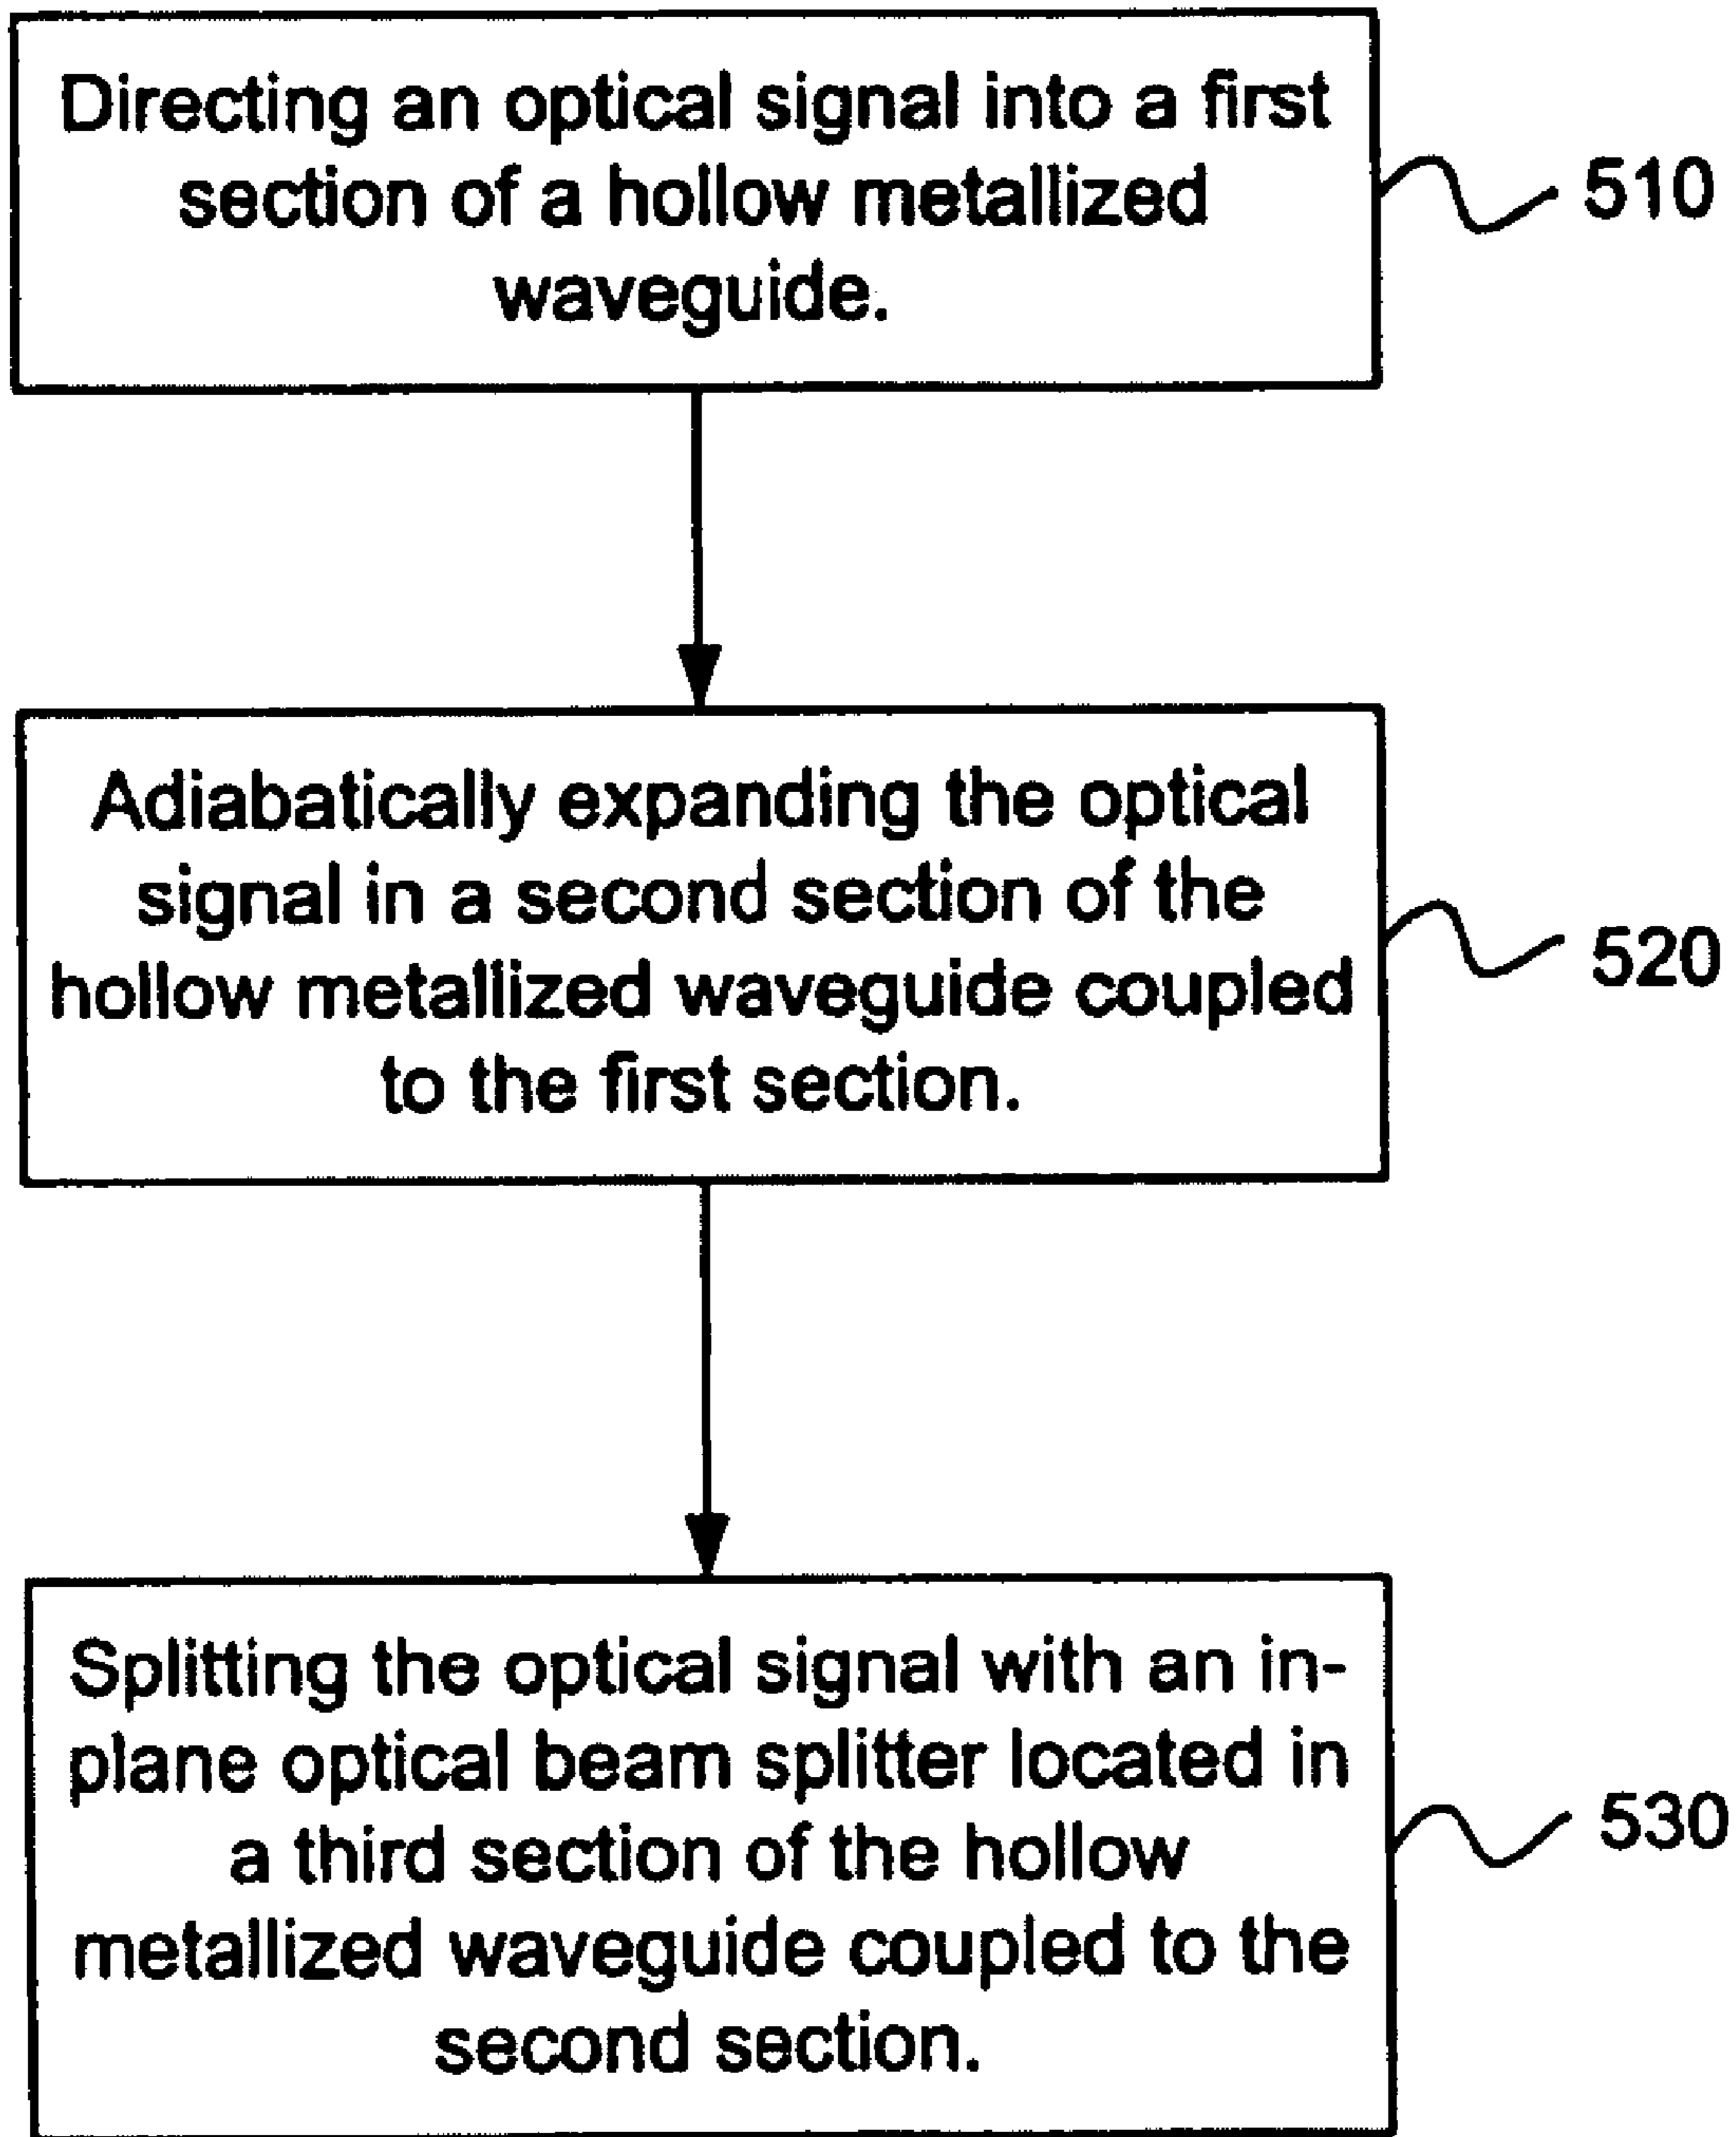 Directing an optical signal into a first
section of a hollow metallized
waveguide.
510
Adiabatically expanding the optical
signal in a second section of the
hollow metallized waveguide coupled
to the first section.
520
Splitting the optical signal with an in-
plane optical beam splitter located in
a third section of the hollow
metallized waveguide coupled to the
second section.
530